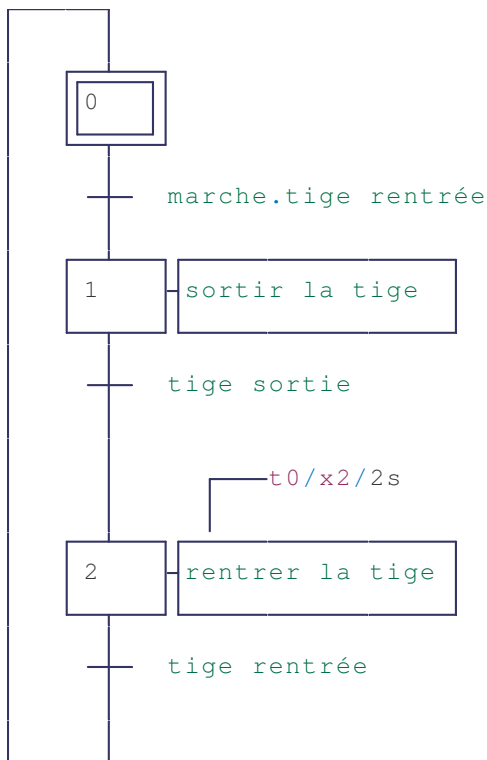 0
marche.tige rentrée
1 sortir la tige
tige sortie
t0/x2/2s
2 rentrer la tige
tige rentrée